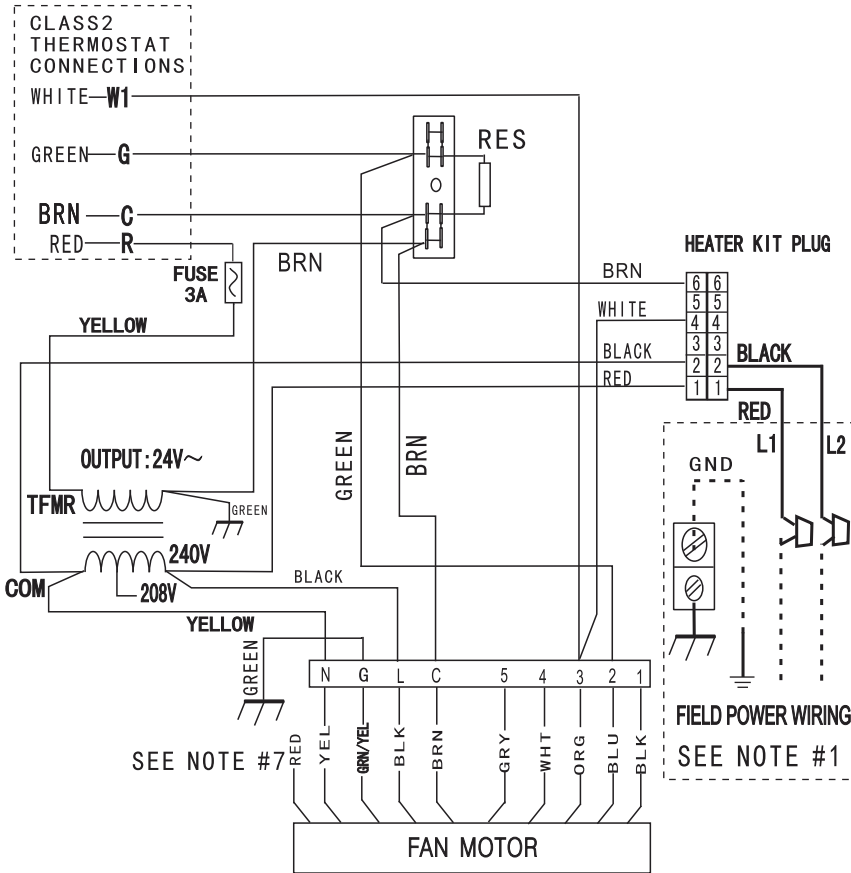 CLASS2
THERMOSTAT
CONNECTIONS
WHITE W1
GREEN G
BRN C
RED R
RES
FUSE
3A
BRN
YELLOW
HEATER KIT PLUG
BRN
WHITE
BLACK
RED
6 6
5 5
4 4
3 3
2 2
1 1
BLACK
RED
L1
L2
GND
GREEN
BRN
OUTPUT:24V~
TFMR
GREEN
240V
COM
208V
BLACK
YELLOW
GREEN
N G L C 5 4 3 2 1
FIELD POWER WIRING
SEE NOTE #1
SEE NOTE #7
RED
YEL
GRN/YEL
BLK
BRN
GRY
WHT
ORG
BLU
BLK
FAN MOTOR